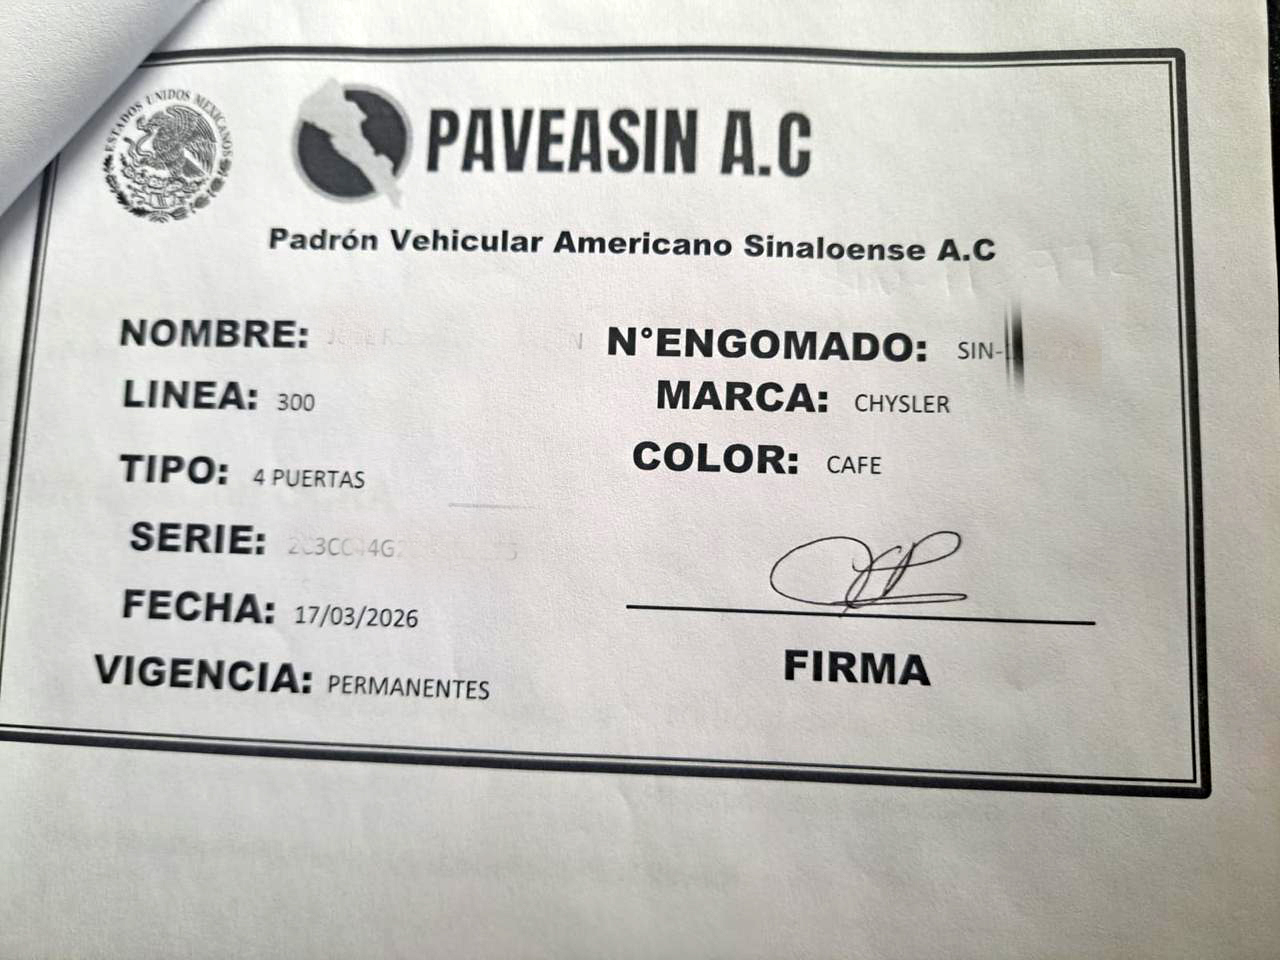 ESTADOS UNIDOS MEXICANOS
PAVEASIN A.C
Padrón Vehicular Americano Sinaloense A.C
NOMBRE:
N°ENGOMADO: SIN-
LINEA: 300
MARCA: CHYSLER
TIPO: 4 PUERTAS
COLOR: CAFE
SERIE:
FECHA: 17/03/2026
VIGENCIA: PERMANENTES
FIRMA